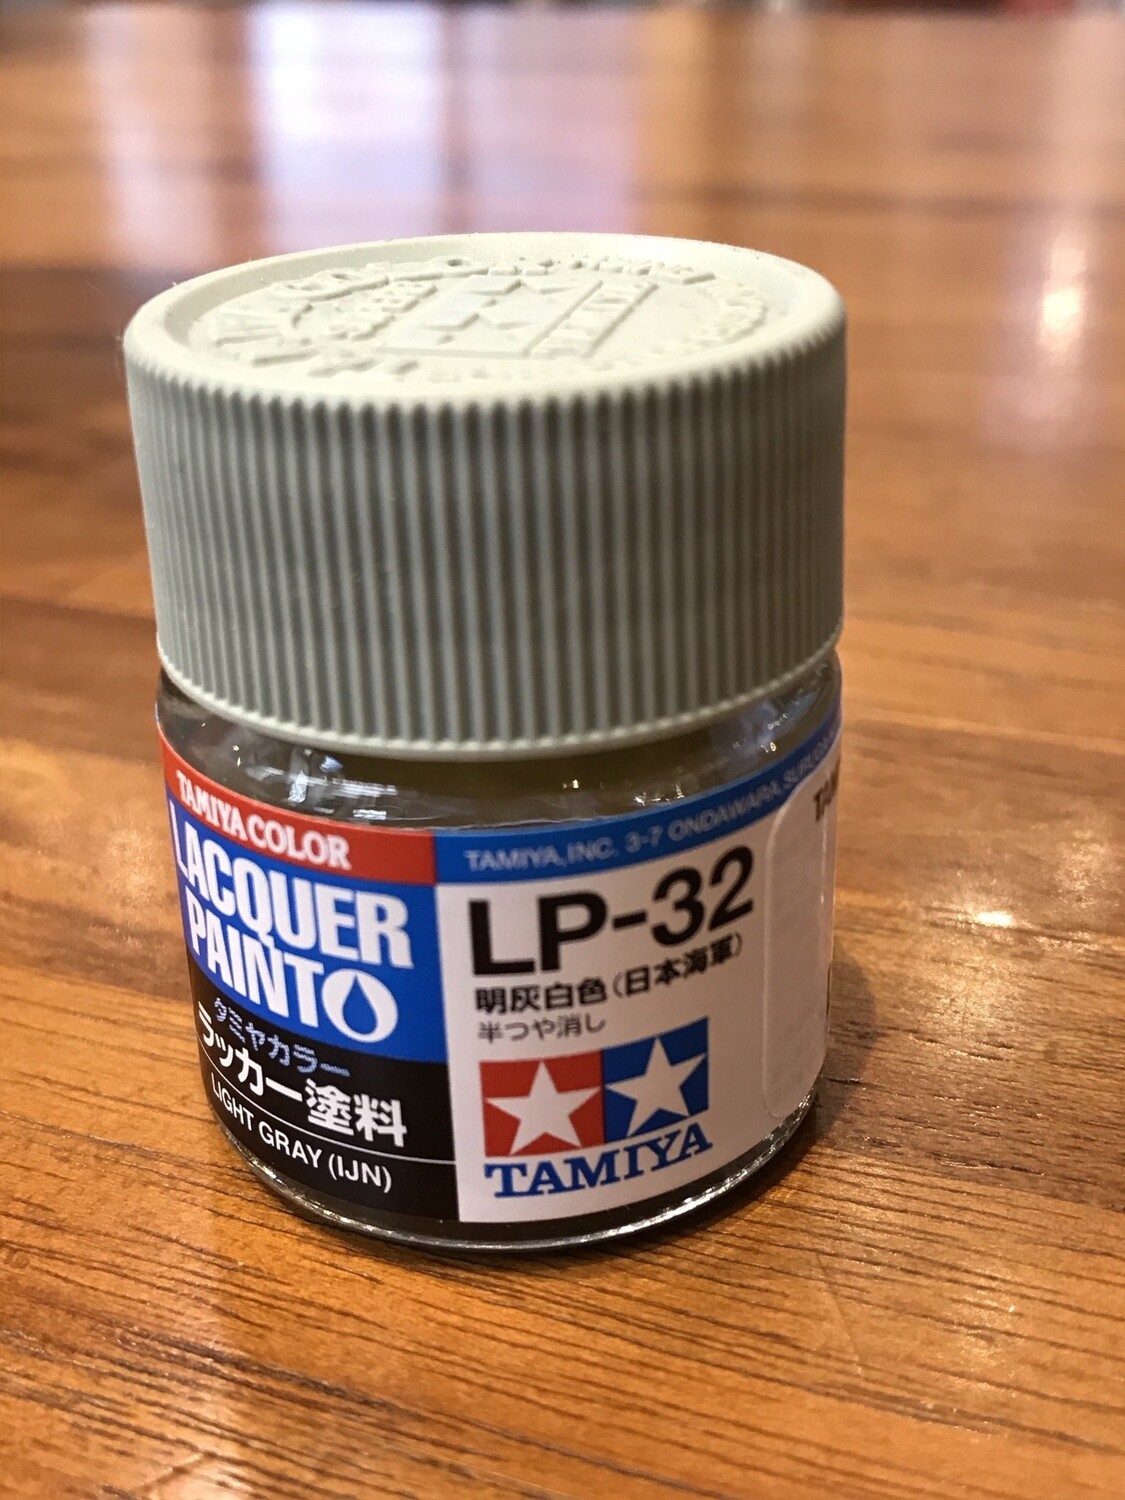 TAMIYA COLOR
LACQUER
PAINT
タミヤカラー
ラッカー塗料
LIGHT GRAY (IJN)
TAMIYA, INC. 3-7 ONDAWARA, SURUGA
LP-32
明灰白色(日本海軍)
半つや消し
TAMIYA